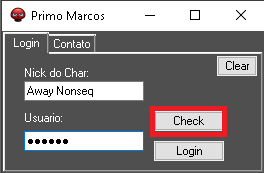 Primo Marcos
Login Contato
Clear
Nick do Char:
Away Nonseq
Usuario:
●●●●●●
Check
Login